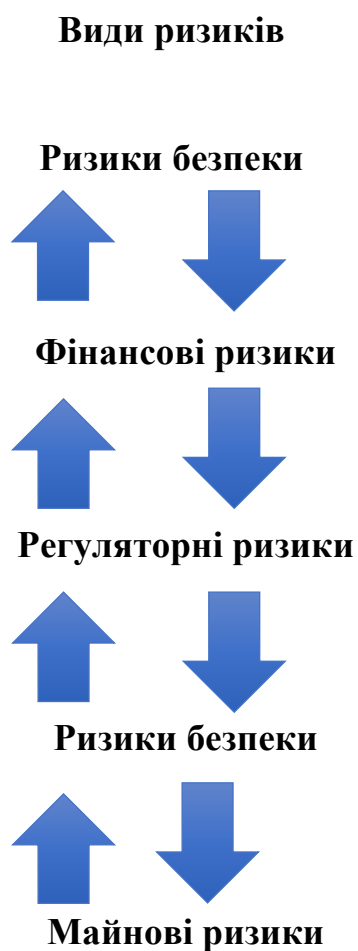 Види ризиків
Ризики безпеки
Фінансові ризики
Регуляторні ризики
Ризики безпеки
Майнові ризики